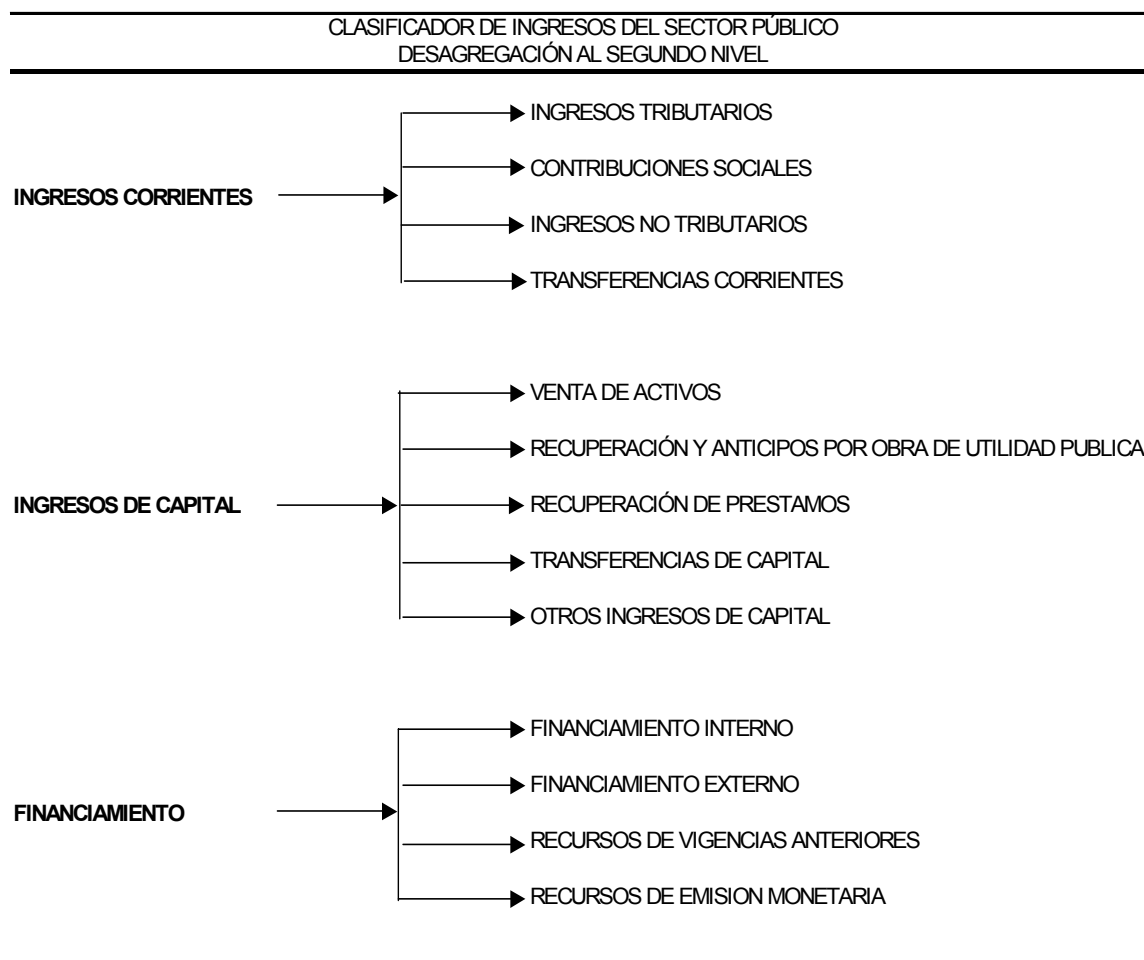 CLASIFICADOR DE INGRESOS DEL SECTOR PÚBLICO
DESAGREGACIÓN AL SEGUNDO NIVEL
INGRESOS CORRIENTES
INGRESOS TRIBUTARIOS
CONTRIBUCIONES SOCIALES
INGRESOS NO TRIBUTARIOS
TRANSFERENCIAS CORRIENTES
INGRESOS DE CAPITAL
VENTA DE ACTIVOS
RECUPERACIÓN Y ANTICIPOS POR OBRA DE UTILIDAD PUBLICA
RECUPERACIÓN DE PRESTAMOS
TRANSFERENCIAS DE CAPITAL
OTROS INGRESOS DE CAPITAL
FINANCIAMIENTO
FINANCIAMIENTO INTERNO
FINANCIAMIENTO EXTERNO
RECURSOS DE VIGENCIAS ANTERIORES
RECURSOS DE EMISION MONETARIA